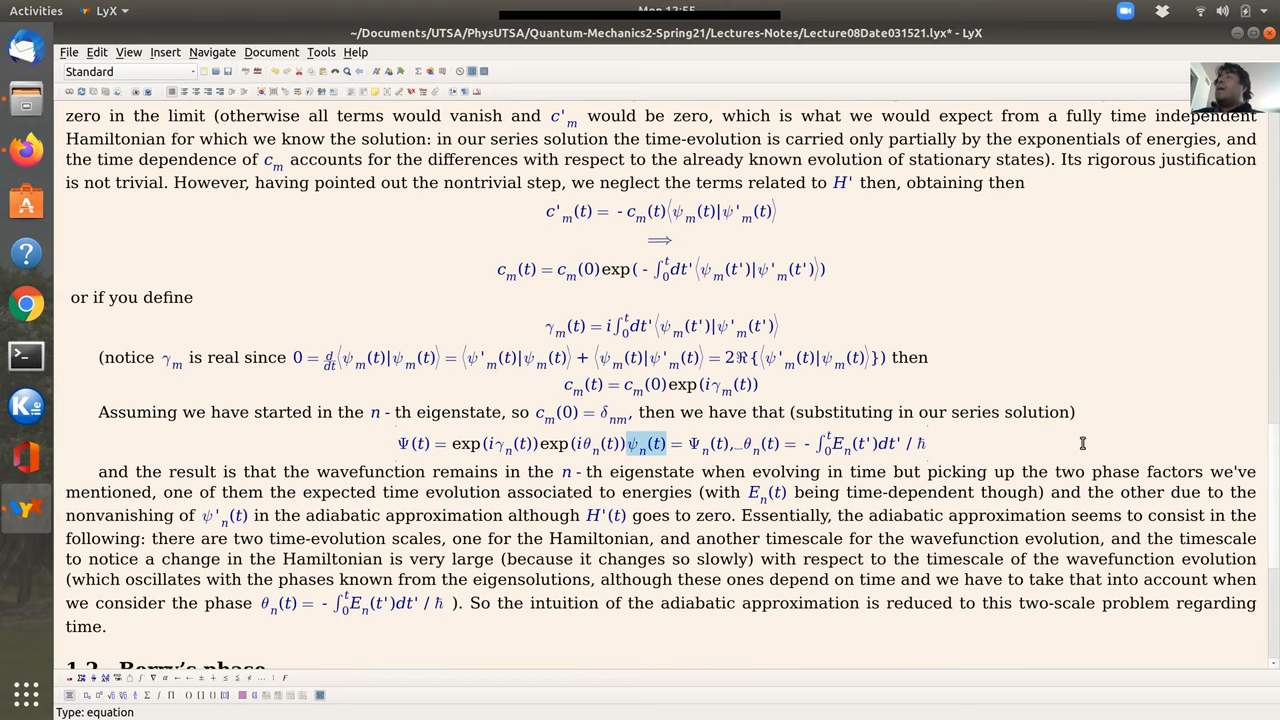 Activities LyX Mon 12:55
~/Documents/UTSA/PhysUTSA/Quantum-Mechanics2-Spring21/Lectures-Notes/Lecture08Date031521.lyx* - LyX
File Edit View Insert Navigate Document Tools Help
Standard
zero in the limit (otherwise all terms would vanish and c'_m would be zero, which is what we would expect from a fully time independent
Hamiltonian for which we know the solution: in our series solution the time-evolution is carried only partially by the exponentials of energies, and
the time dependence of c_m accounts for the differences with respect to the already known evolution of stationary states). Its rigorous justification
is not trivial. However, having pointed out the nontrivial step, we neglect the terms related to H' then, obtaining then
c'_m(t) = - c_m(t)⟨ψ_m(t)|ψ'_m(t)⟩
⟹
c_m(t) = c_m(0)exp( - ∫_0^t dt'⟨ψ_m(t')|ψ'_m(t')⟩)
or if you define
γ_m(t) = i∫_0^t dt'⟨ψ_m(t')|ψ'_m(t')⟩
(notice γ_m is real since 0 = d/dt⟨ψ_m(t)|ψ_m(t)⟩ = ⟨ψ'_m(t)|ψ_m(t)⟩ + ⟨ψ_m(t)|ψ'_m(t)⟩ = 2ℜ{⟨ψ'_m(t)|ψ_m(t)⟩}) then
c_m(t) = c_m(0)exp(iγ_m(t))
Assuming we have started in the n - th eigenstate, so c_m(0) = δ_nm, then we have that (substituting in our series solution)
Ψ(t) = exp(iγ_n(t))exp(iθ_n(t))ψ_n(t) = Ψ_n(t), θ_n(t) = - ∫_0^t E_n(t')dt' / ℏ
and the result is that the wavefunction remains in the n - th eigenstate when evolving in time but picking up the two phase factors we've
mentioned, one of them the expected time evolution associated to energies (with E_n(t) being time-dependent though) and the other due to the
nonvanishing of ψ'_n(t) in the adiabatic approximation although H'(t) goes to zero. Essentially, the adiabatic approximation seems to consist in the
following: there are two time-evolution scales, one for the Hamiltonian, and another timescale for the wavefunction evolution, and the timescale
to notice a change in the Hamiltonian is very large (because it changes so slowly) with respect to the timescale of the wavefunction evolution
(which oscillates with the phases known from the eigensolutions, although these ones depend on time and we have to take that into account when
we consider the phase θ_n(t) = - ∫_0^t E_n(t')dt' / ℏ ). So the intuition of the adiabatic approximation is reduced to this two-scale problem regarding
time.
1.2 Berry's phase
Type: equation